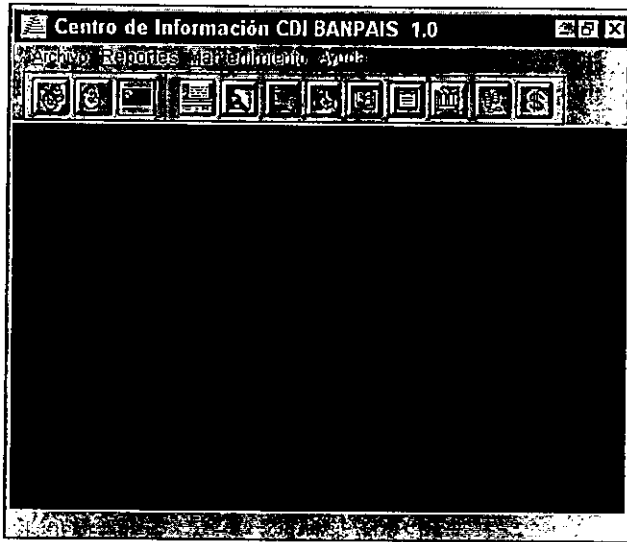 Centro de Información CDI BANPAIS 1.0
Archivo Reportes Mantenimiento Ayuda